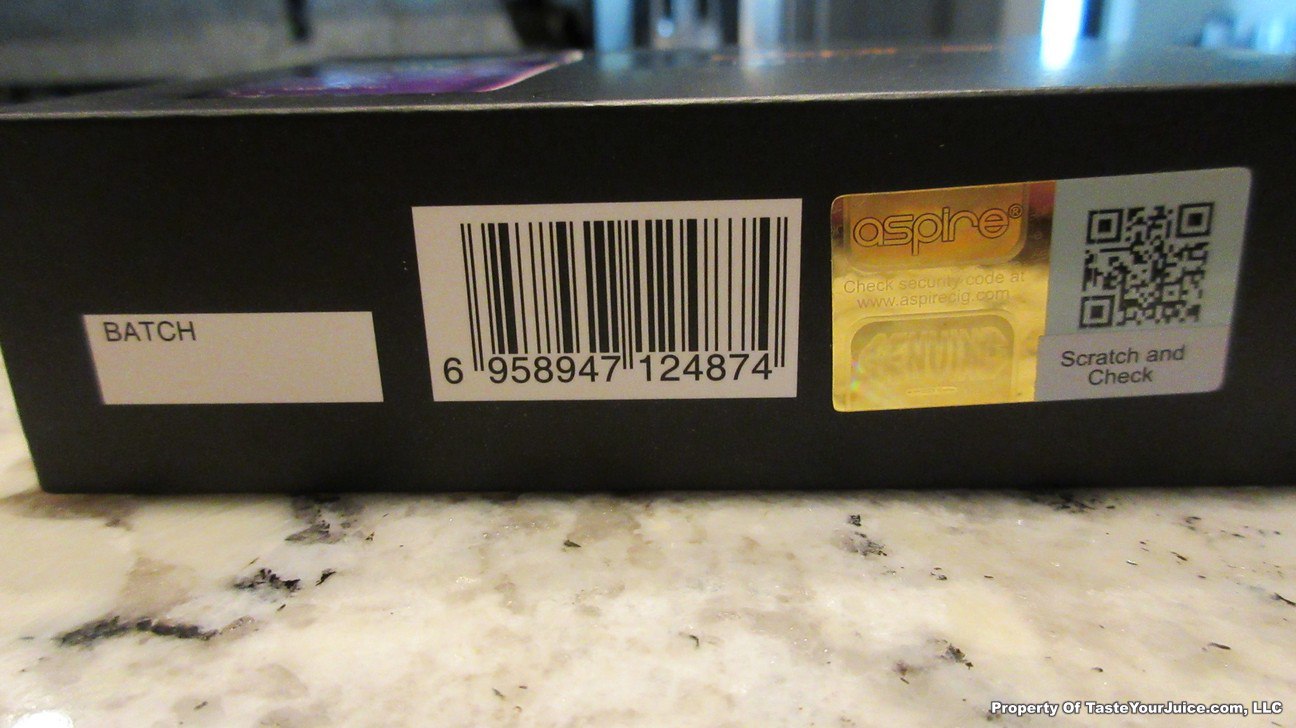 BATCH
6 958947 124874
aspire®
Check security code at
www.aspirecig.com
GENUINE
Scratch and
Check
Property Of TasteYourJuice.com, LLC